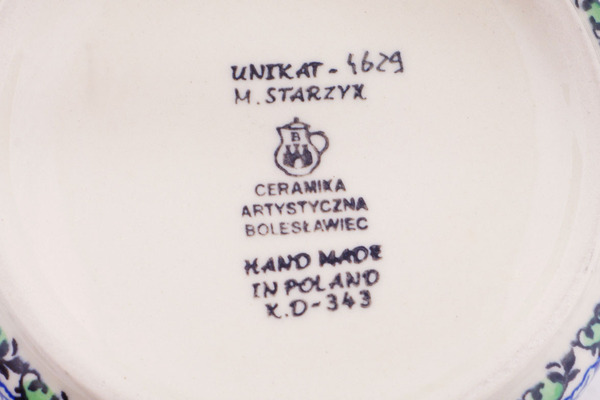 UNIKAT - 4629
M. STARZYK
B
CERAMIKA
ARTYSTYCZNA
BOLESŁAWIEC
HAND MADE
IN POLAND
K.D-343